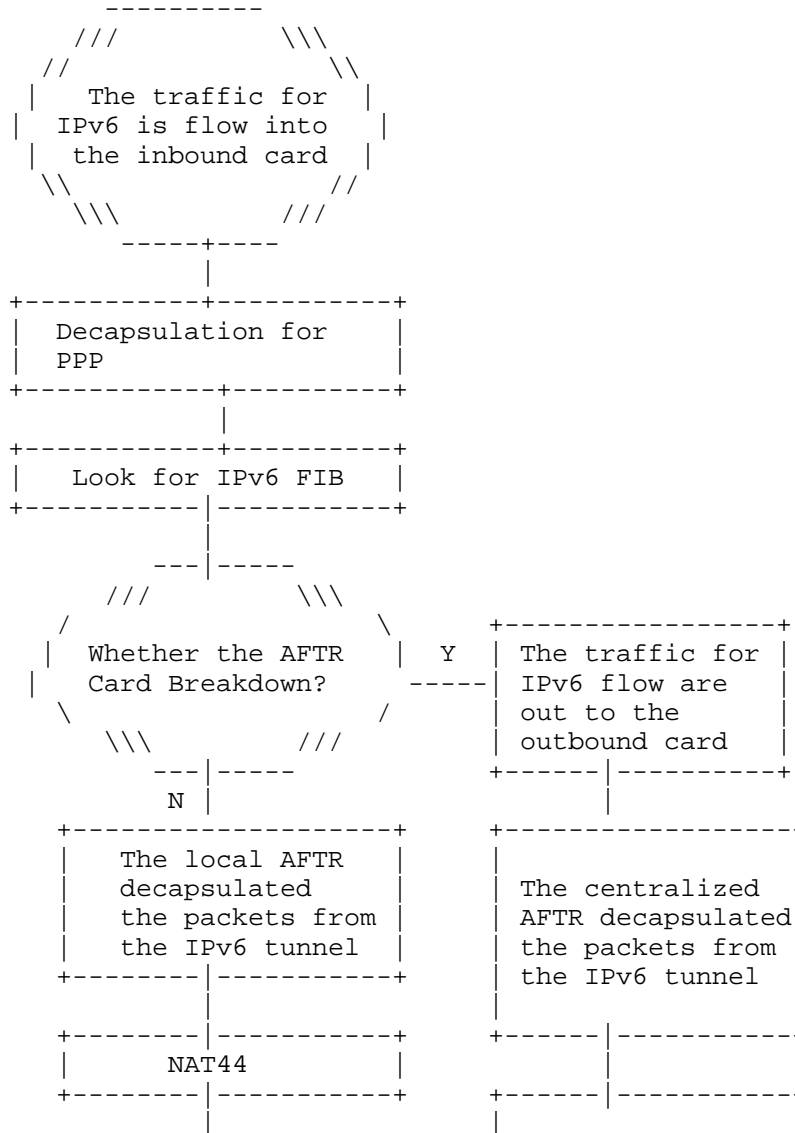 The traffic for
IPv6 is flow into
the inbound card
Decapsulation for
PPP
Look for IPv6 FIB
Whether the AFTR
Card Breakdown?
Y
The traffic for
IPv6 flow are
out to the
outbound card
N
The local AFTR
decapsulated
the packets from
the IPv6 tunnel
The centralized
AFTR decapsulated
the packets from
the IPv6 tunnel
NAT44